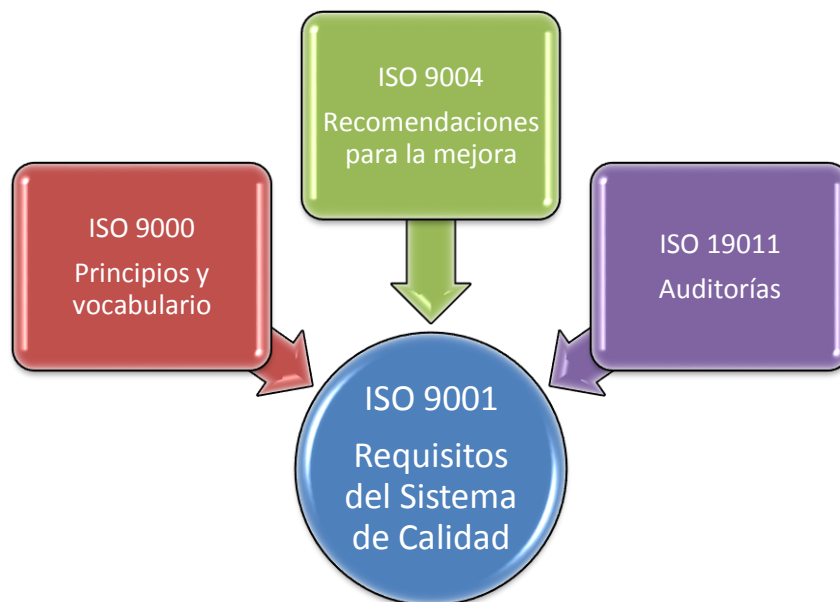 ISO 9004
Recomendaciones
para la mejora
ISO 9000
Principios y
vocabulario
ISO 19011
Auditorías
ISO 9001
Requisitos
del Sistema
de Calidad